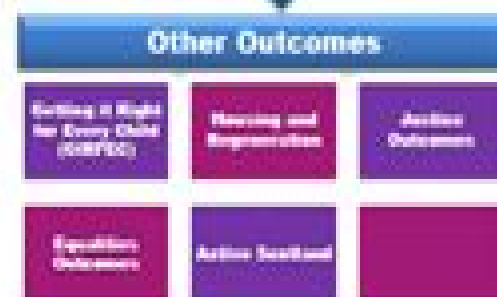 Other Outcomes
Getting it Right
for Every Child
(GIRFEC)
Housing and
Regeneration
Justice
Outcomes
Equalities
Outcomes
Active Scotland